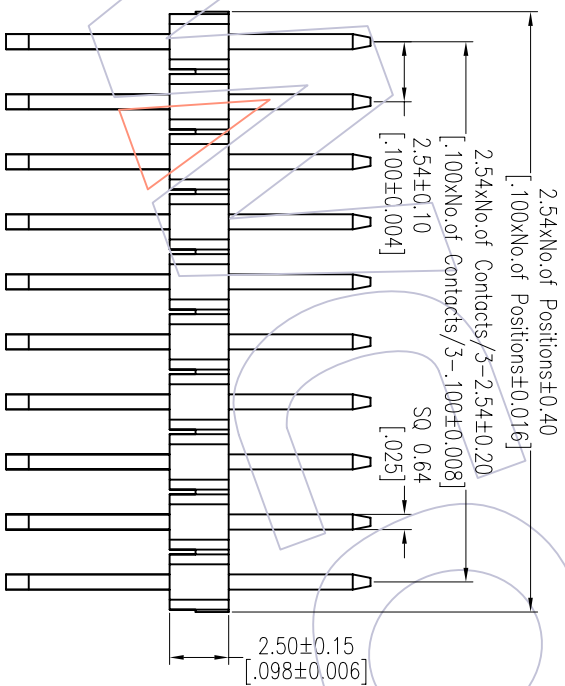 2.54xNo.of Positions±0.40
[.100xNo.of Positions±0.016]
2.54xNo.of Contacts/3-2.54±0.20
[.100xNo.of Contacts/3-.100±0.008]
2.54±0.10
[.100±0.004]
SQ 0.64
[.025]
2.50±0.15
[.098±0.006]